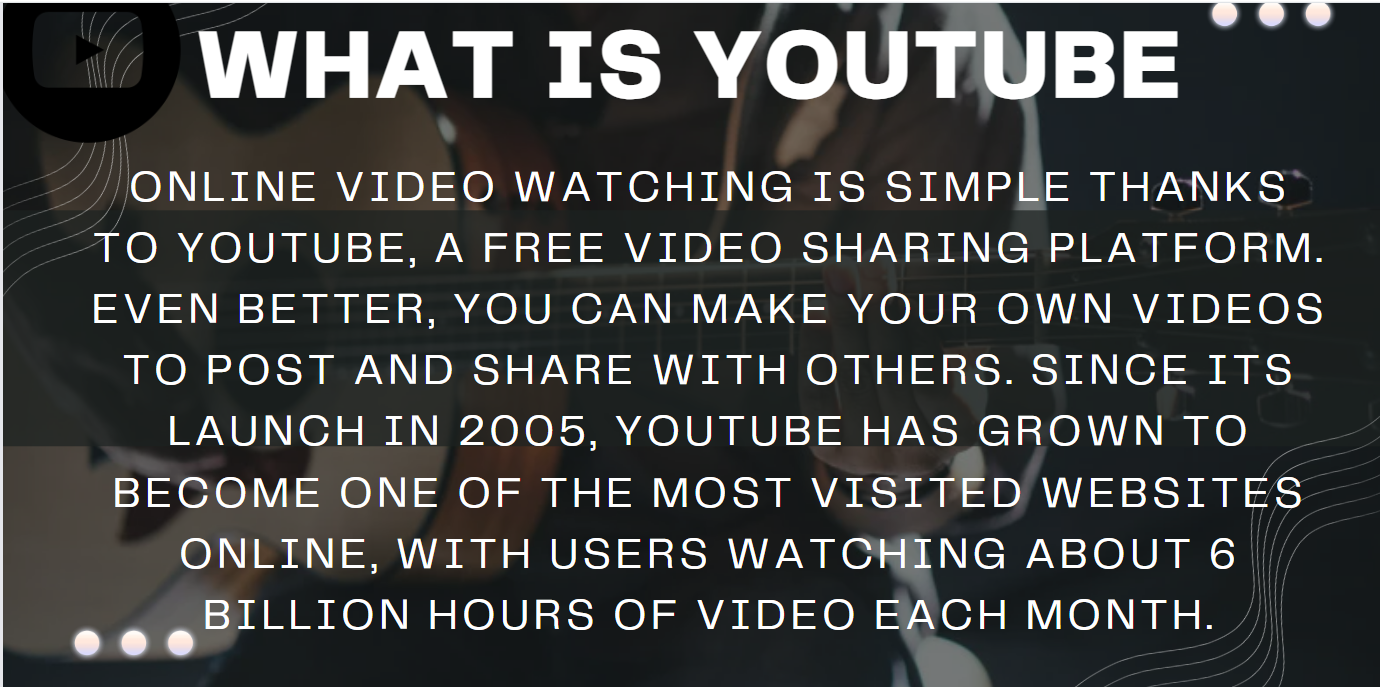 WHAT IS YOUTUBE
ONLINE VIDEO WATCHING IS SIMPLE THANKS
TO YOUTUBE, A FREE VIDEO SHARING PLATFORM.
EVEN BETTER, YOU CAN MAKE YOUR OWN VIDEOS
TO POST AND SHARE WITH OTHERS. SINCE ITS
LAUNCH IN 2005, YOUTUBE HAS GROWN TO
BECOME ONE OF THE MOST VISITED WEBSITES
ONLINE, WITH USERS WATCHING ABOUT 6
BILLION HOURS OF VIDEO EACH MONTH.